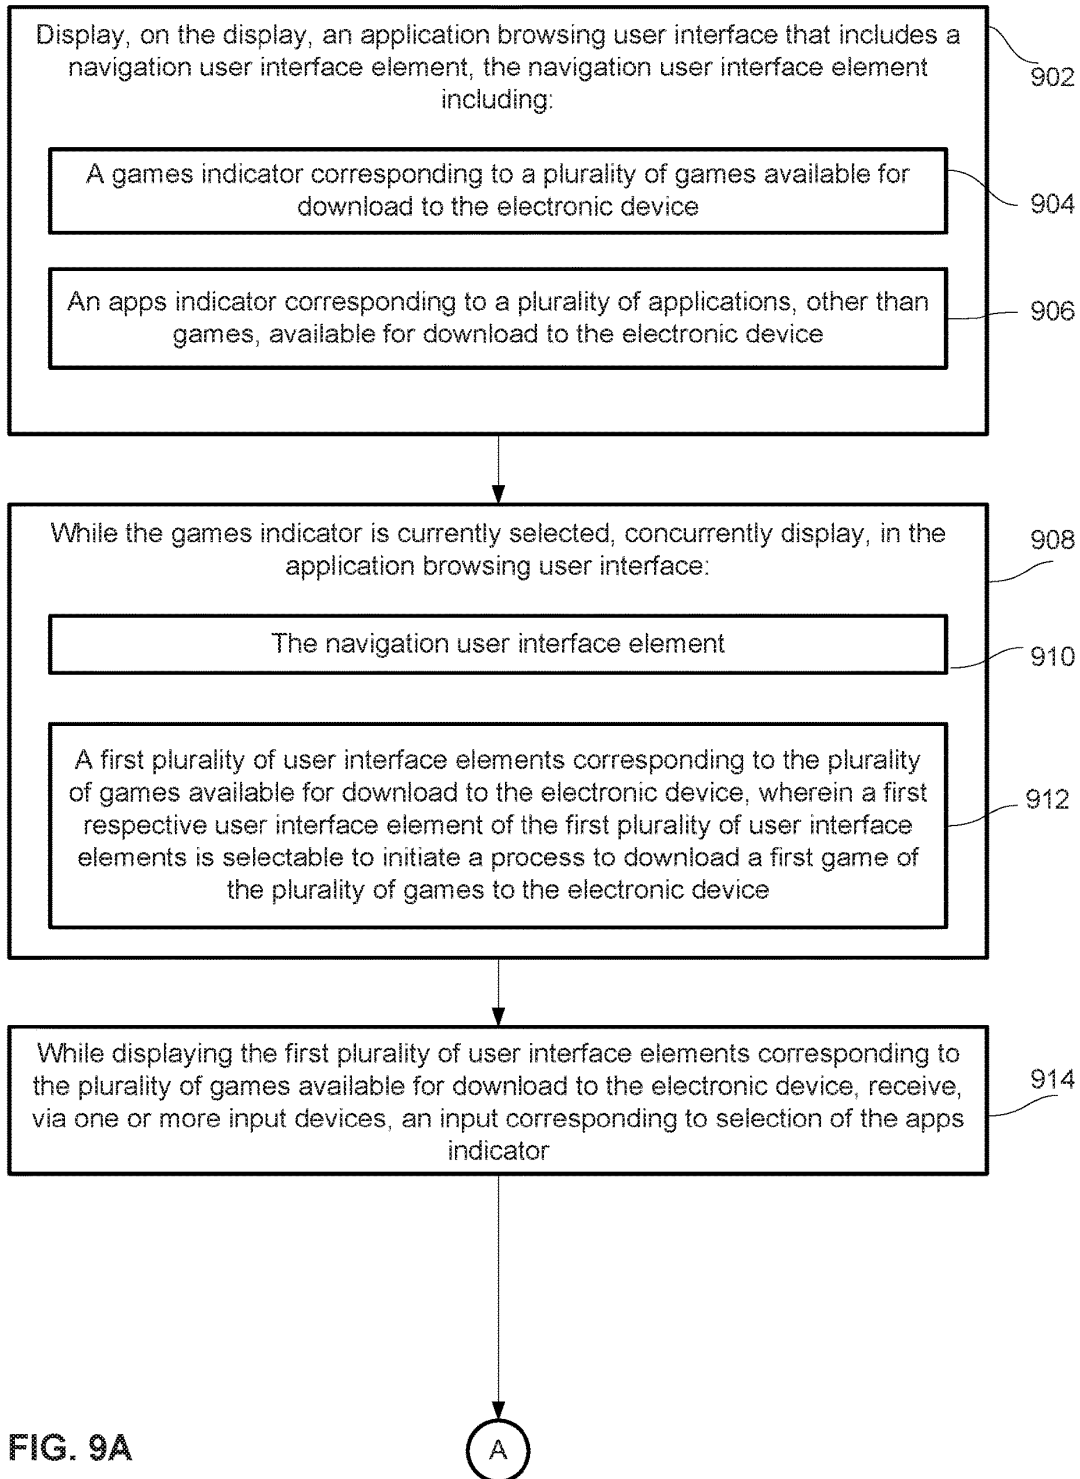 Display, on the display, an application browsing user interface that includes a
navigation user interface element, the navigation user interface element
including:
902
A games indicator corresponding to a plurality of games available for
download to the electronic device
904
An apps indicator corresponding to a plurality of applications, other than
games, available for download to the electronic device
906
While the games indicator is currently selected, concurrently display, in the
application browsing user interface:
908
The navigation user interface element
910
A first plurality of user interface elements corresponding to the plurality
of games available for download to the electronic device, wherein a first
respective user interface element of the first plurality of user interface
elements is selectable to initiate a process to download a first game of
the plurality of games to the electronic device
912
While displaying the first plurality of user interface elements corresponding to
the plurality of games available for download to the electronic device, receive,
via one or more input devices, an input corresponding to selection of the apps
indicator
914
A
FIG. 9A